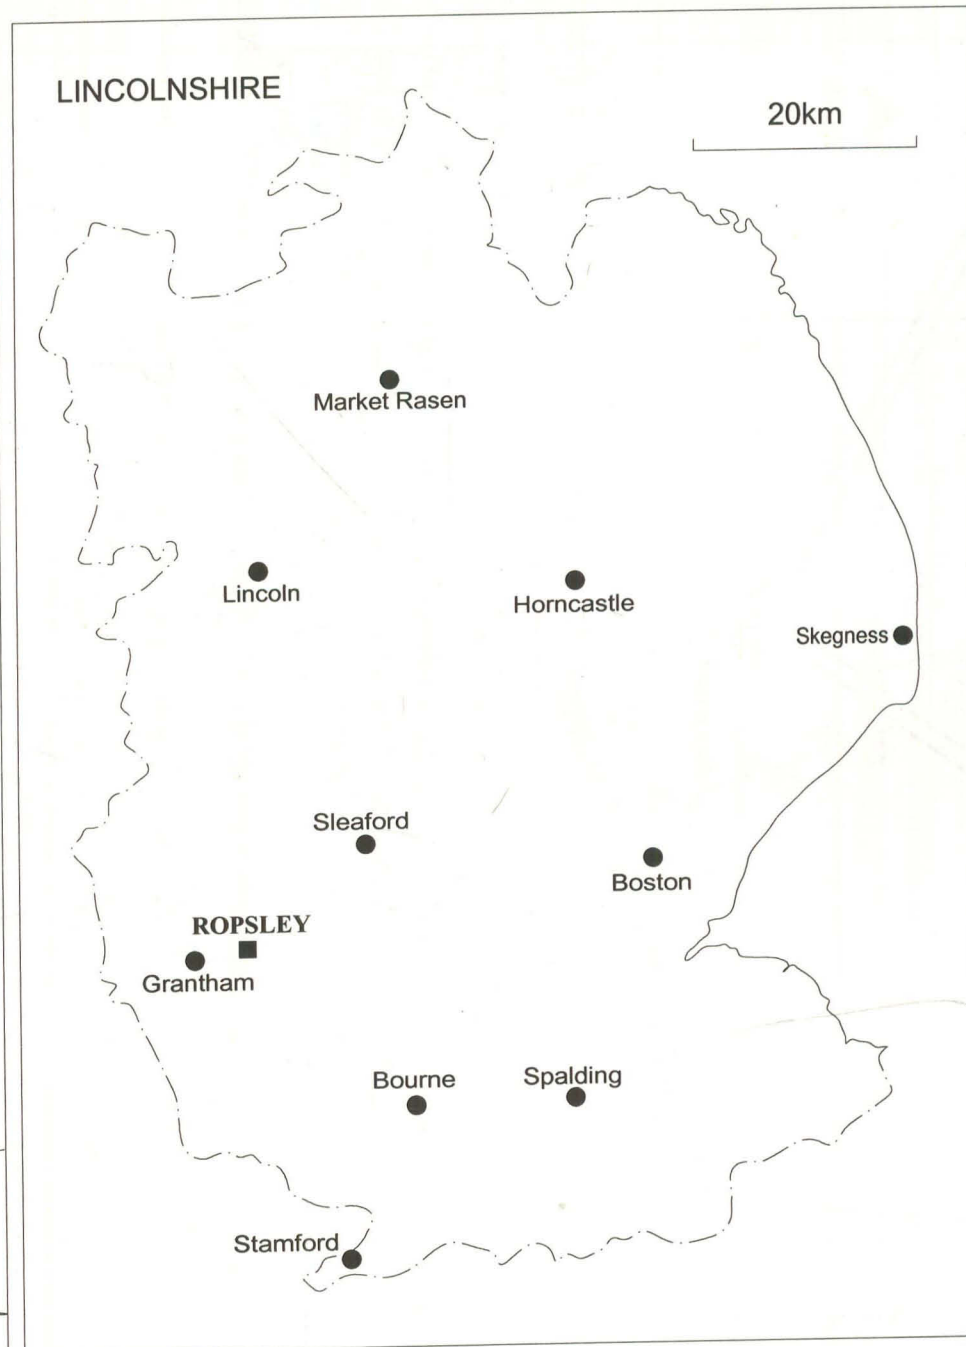 LINCOLNSHIRE
20km
Market Rasen
Lincoln
Horncastle
Skegness
Sleaford
Boston
ROPSLEY
Grantham
Bourne
Spalding
Stamford